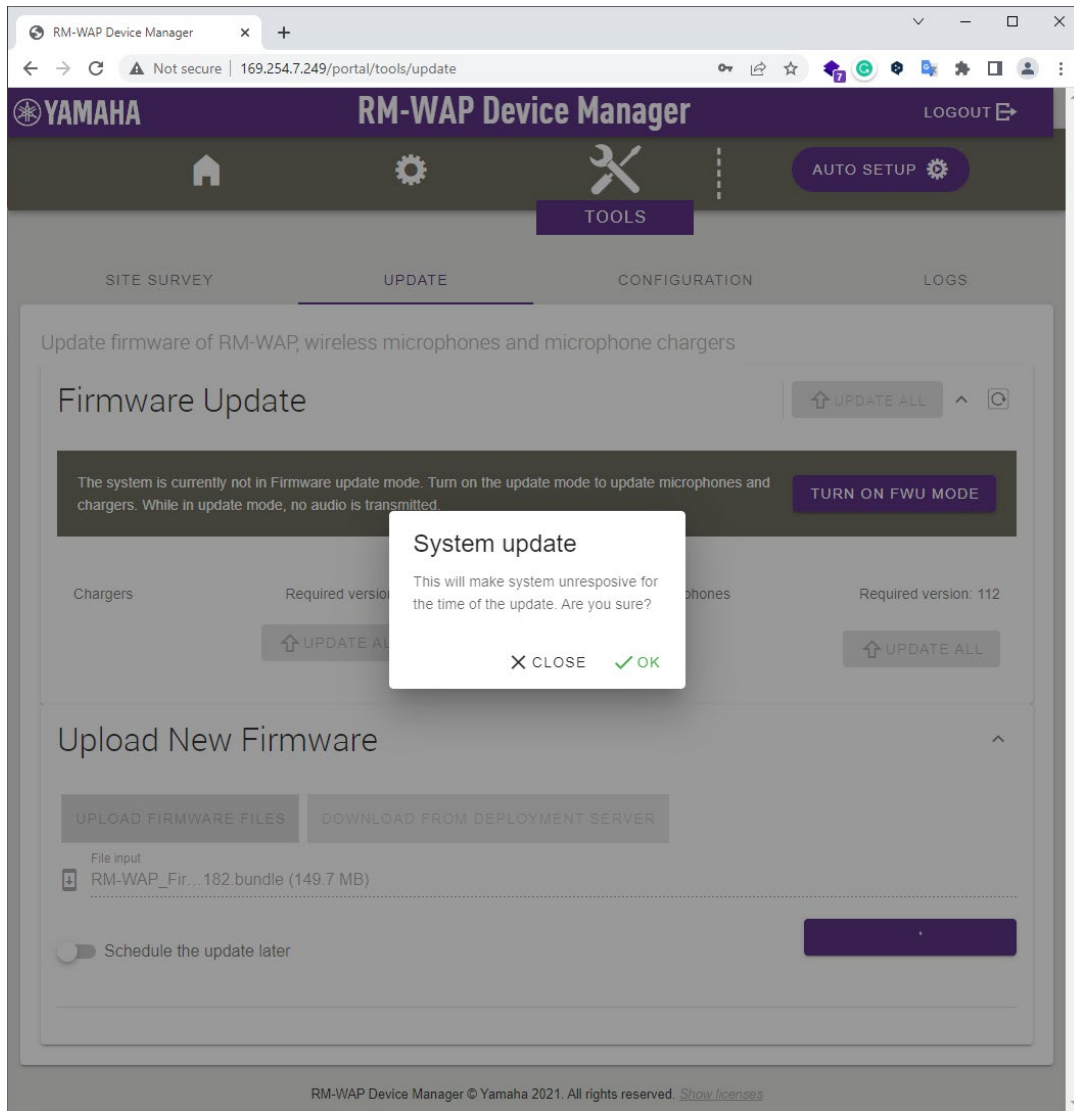 RM-WAP Device Manager
Not secure | 169.254.7.249/portal/tools/update
7
YAMAHA
RM-WAP Device Manager
LOGOUT
AUTO SETUP
TOOLS
SITE SURVEY
UPDATE
CONFIGURATION
LOGS
Update firmware of RM-WAP, wireless microphones and microphone chargers
Firmware Update
UPDATE ALL
The system is currently not in Firmware update mode. Turn on the update mode to update microphones and
chargers. While in update mode, no audio is transmitted.
TURN ON FWU MODE
System update
This will make system unresposive for
the time of the update. Are you sure?
CLOSE
OK
Chargers
Required versio
phones
Required version: 112
UPDATE AL
UPDATE ALL
Upload New Firmware
UPLOAD FIRMWARE FILES
DOWNLOAD FROM DEPLOYMENT SERVER
File input
RM-WAP_Fir…182.bundle (149.7 MB)
Schedule the update later
RM-WAP Device Manager © Yamaha 2021. All rights reserved. Show licenses